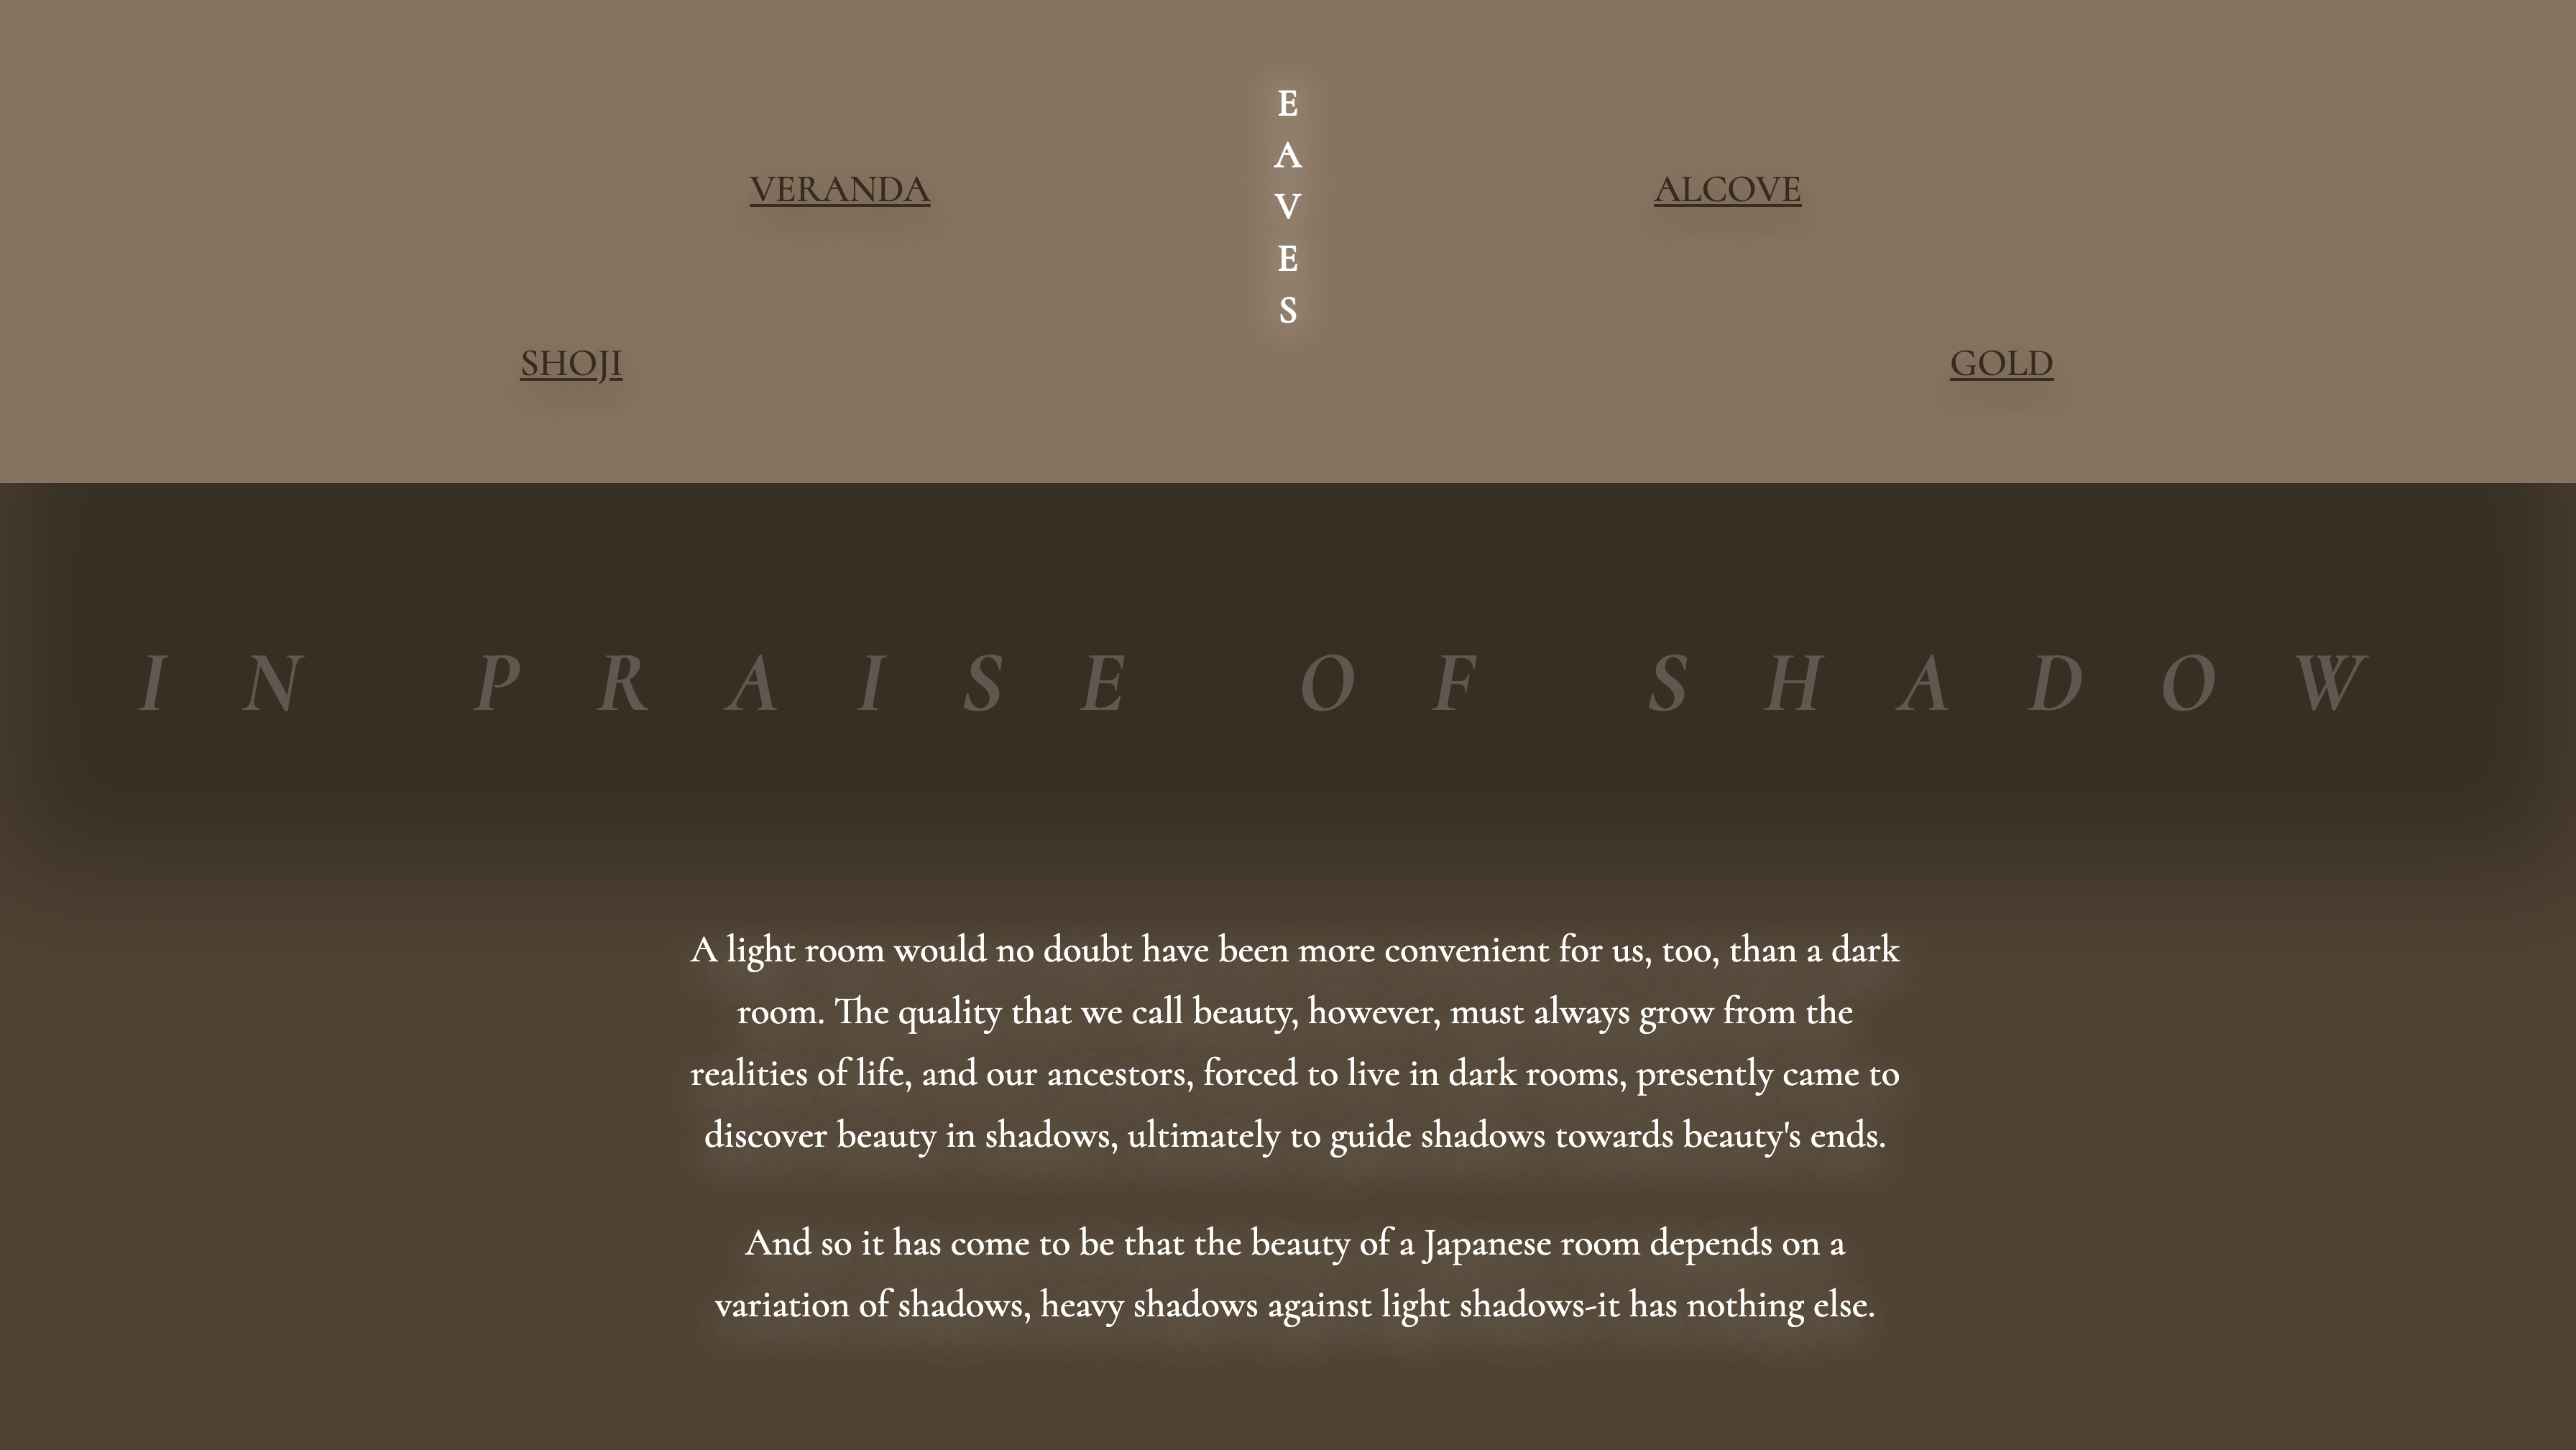 EAVES
VERANDA
ALCOVE
SHOJI
GOLD
IN PRAISE OF SHADOW
A light room would no doubt have been more convenient for us, too, than a dark
room. The quality that we call beauty, however, must always grow from the
realities of life, and our ancestors, forced to live in dark rooms, presently came to
discover beauty in shadows, ultimately to guide shadows towards beauty's ends.
And so it has come to be that the beauty of a Japanese room depends on a
variation of shadows, heavy shadows against light shadows-it has nothing else.